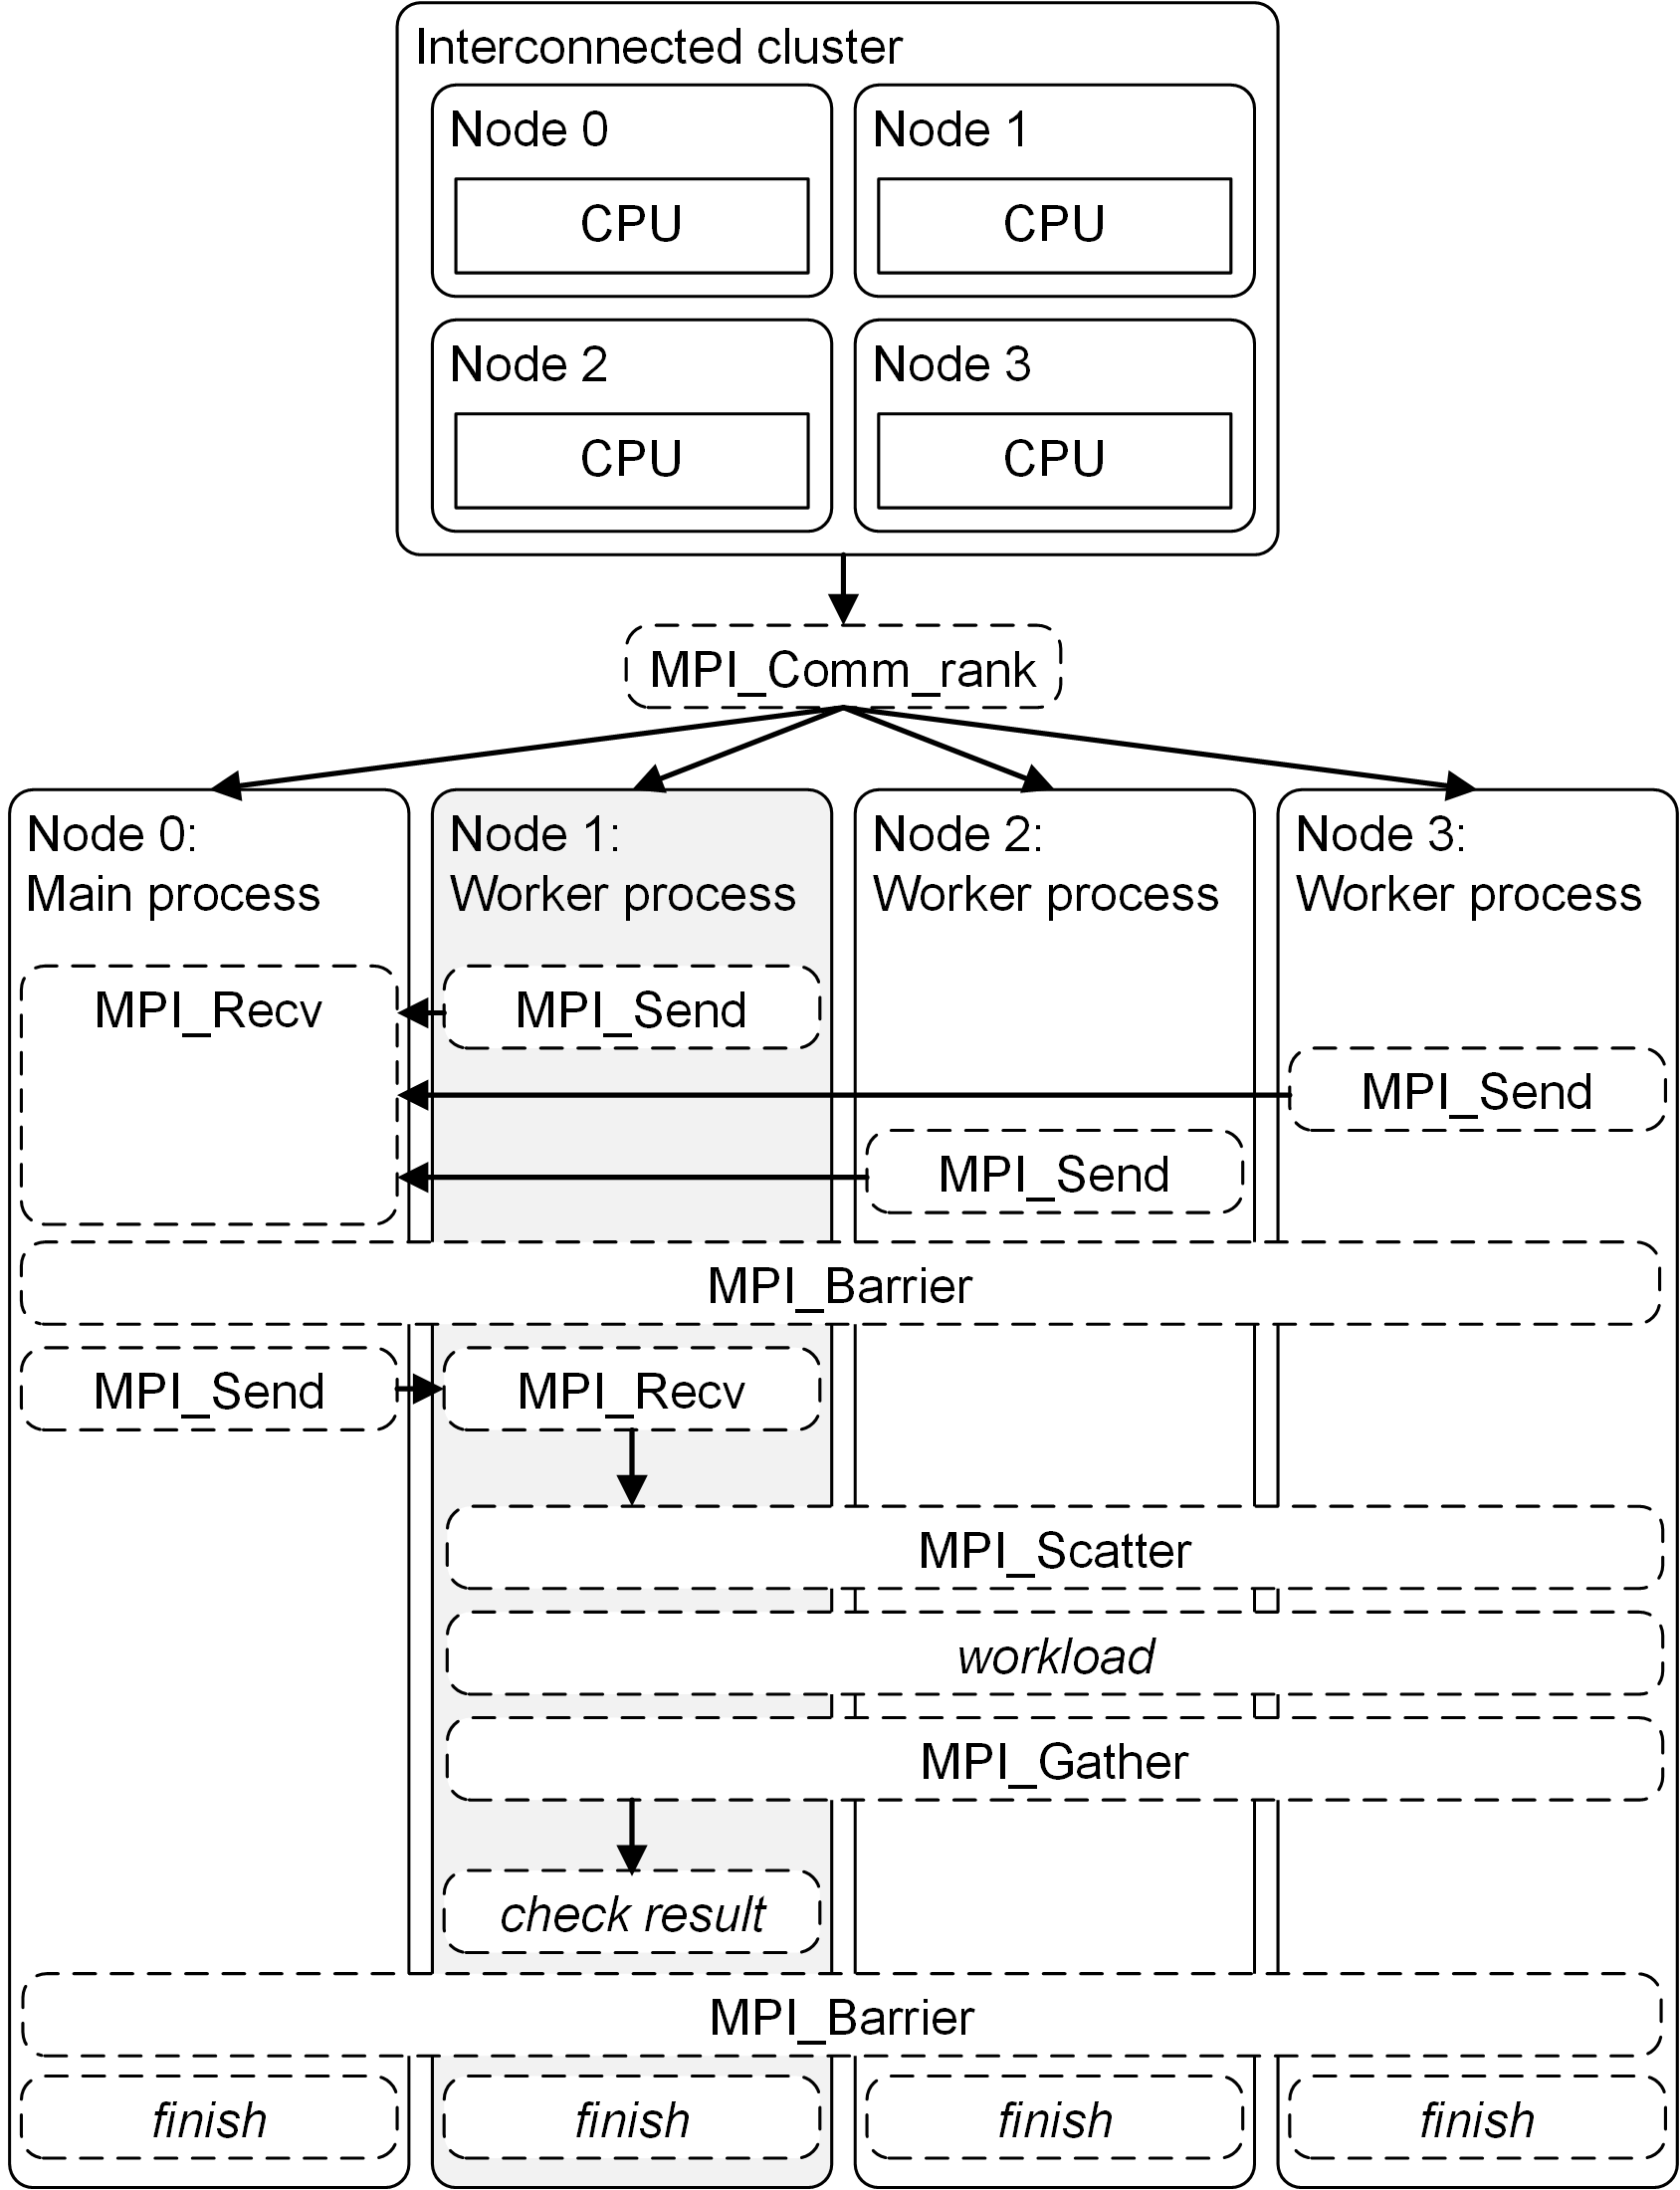 Interconnected cluster
Node 0
Node 1
CPU
CPU
Node 2
Node 3
CPU
CPU
MPI_Comm_rank
Node 0:
Main process
Node 1:
Worker process
Node 2:
Worker process
Node 3:
Worker process
MPI_Recv
MPI_Send
MPI_Send
MPI_Send
MPI_Barrier
MPI_Send
MPI_Recv
MPI_Scatter
workload
MPI_Gather
check result
MPI_Barrier
finish
finish
finish
finish